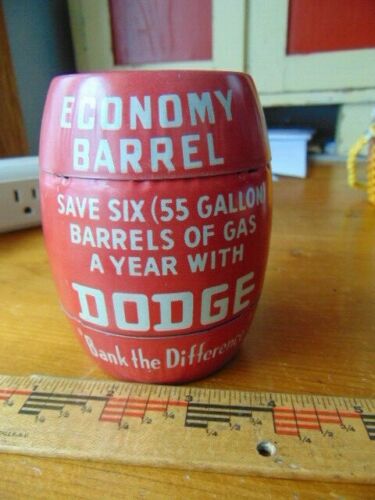 ECONOMY
BARREL
SAVE SIX (55 GALLON)
BARRELS OF GAS
A YEAR WITH
DODGE
"Bank the Difference